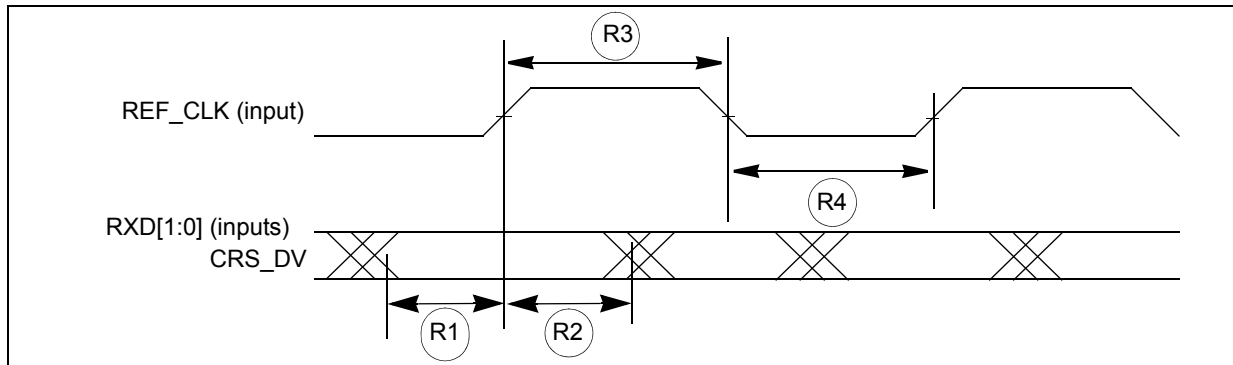 R3
REF_CLK (input)
R4
RXD[1:0] (inputs)
CRS_DV
R1
R2